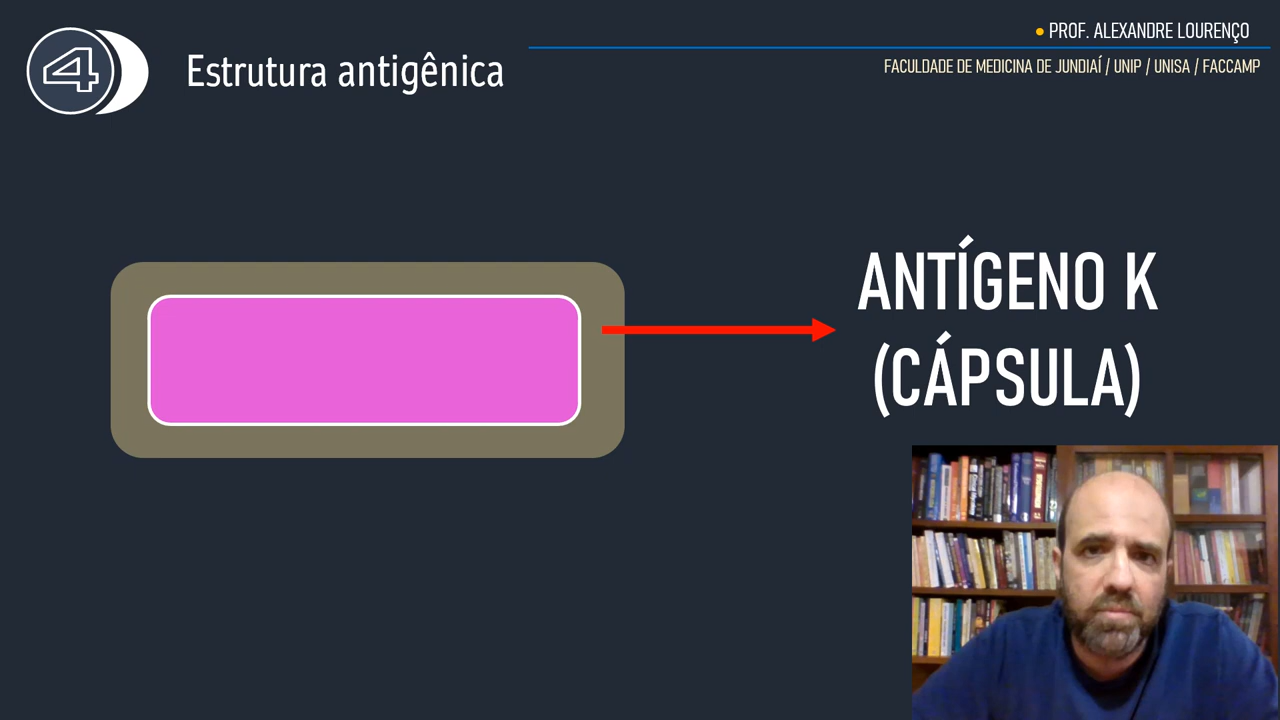 4
Estrutura antigênica
• PROF. ALEXANDRE LOURENÇO
FACULDADE DE MEDICINA DE JUNDIAÍ / UNIP / UNISA / FACCAMP
ANTÍGENO K
(CÁPSULA)